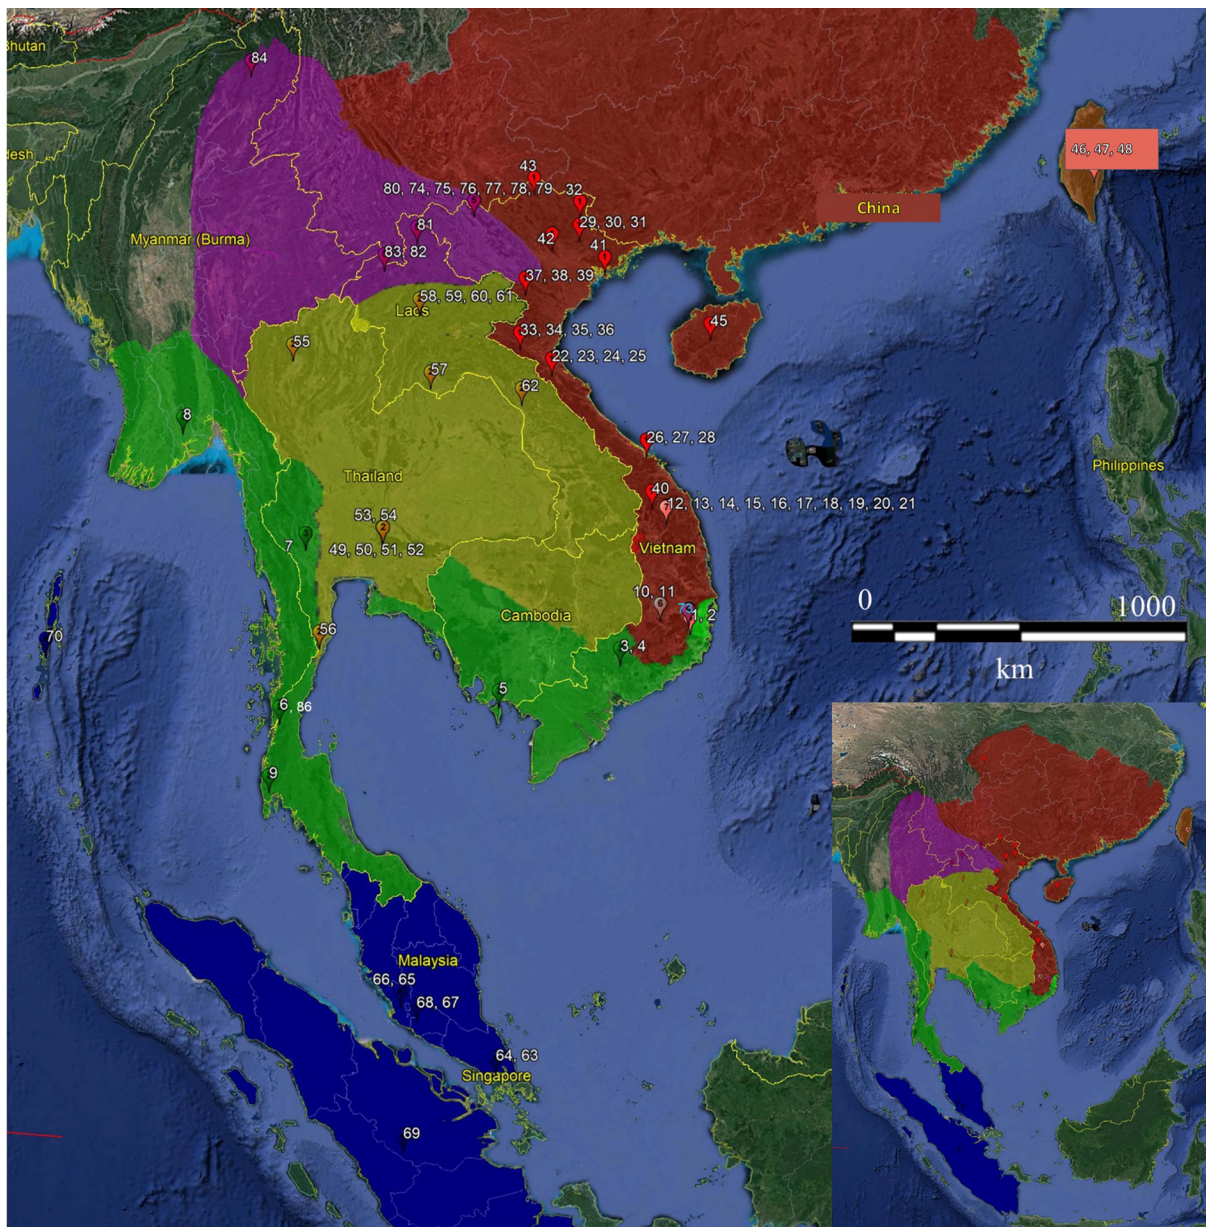 Bhutan
84
desh
46, 47, 48
43
80, 74, 75, 76, 77, 78, 79
32
China
29, 30, 31
81
42
Myanmar (Burma)
41
83, 82
37, 38, 39
58, 59, 60, 61
Laos
45
33, 34, 35, 36
55
22, 23, 24, 25
57
62
8
26, 27, 28
Philippines
Thailand
40
12, 13, 14, 15, 16, 17, 18, 19, 20, 21
53, 54
2
7
49, 50, 51, 52
Vietnam
10, 11
6
0
1000
73
1, 2
Cambodia
56
70
3, 4
km
5
6, 86
9
Malaysia
66, 65
68, 67
64, 63
Singapore
69